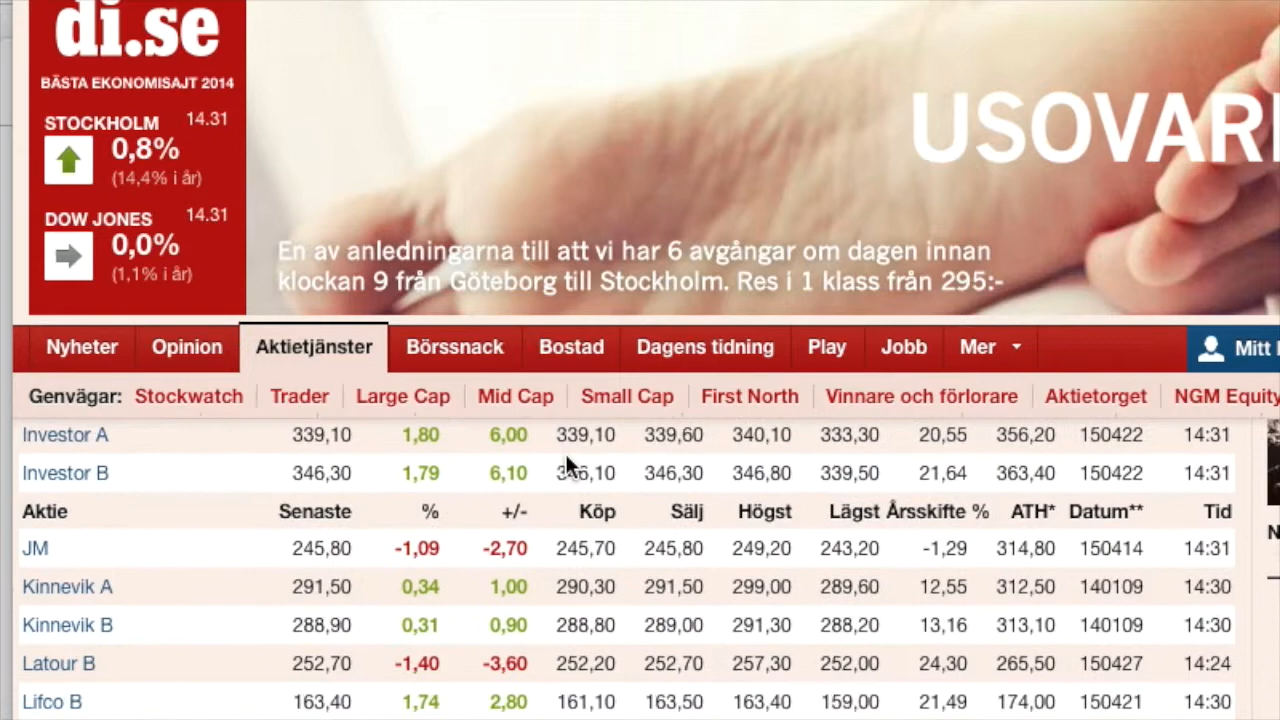 di.se
BÄSTA EKONOMISAJT 2014
STOCKHOLM 14.31
0,8%
(14,4% i år)
DOW JONES 14.31
0,0%
(1,1% i år)
USOVAR
En av anledningarna till att vi har 6 avgångar om dagen innan
klockan 9 från Göteborg till Stockholm. Res i 1 klass från 295:-
Nyheter Opinion Aktietjänster Börssnack Bostad Dagens tidning Play Jobb Mer Mitt
Genvägar: Stockwatch Trader Large Cap Mid Cap Small Cap First North Vinnare och förlorare Aktietorget NGM Equity
Investor A 339,10 1,80 6,00 339,10 339,60 340,10 333,30 20,55 356,20 150422 14:31
Investor B 346,30 1,79 6,10 346,10 346,30 346,80 339,50 21,64 363,40 150422 14:31
Aktie Senaste % +/- Köp Sälj Högst Lägst Årsskifte % ATH* Datum** Tid
JM 245,80 -1,09 -2,70 245,70 245,80 249,20 243,20 -1,29 314,80 150414 14:31
Kinnevik A 291,50 0,34 1,00 290,30 291,50 299,00 289,60 12,55 312,50 140109 14:30
Kinnevik B 288,90 0,31 0,90 288,80 289,00 291,30 288,20 13,16 313,10 140109 14:30
Latour B 252,70 -1,40 -3,60 252,20 252,70 257,30 252,00 24,30 265,50 150427 14:24
Lifco B 163,40 1,74 2,80 161,10 163,50 163,40 159,00 21,49 174,00 150421 14:30